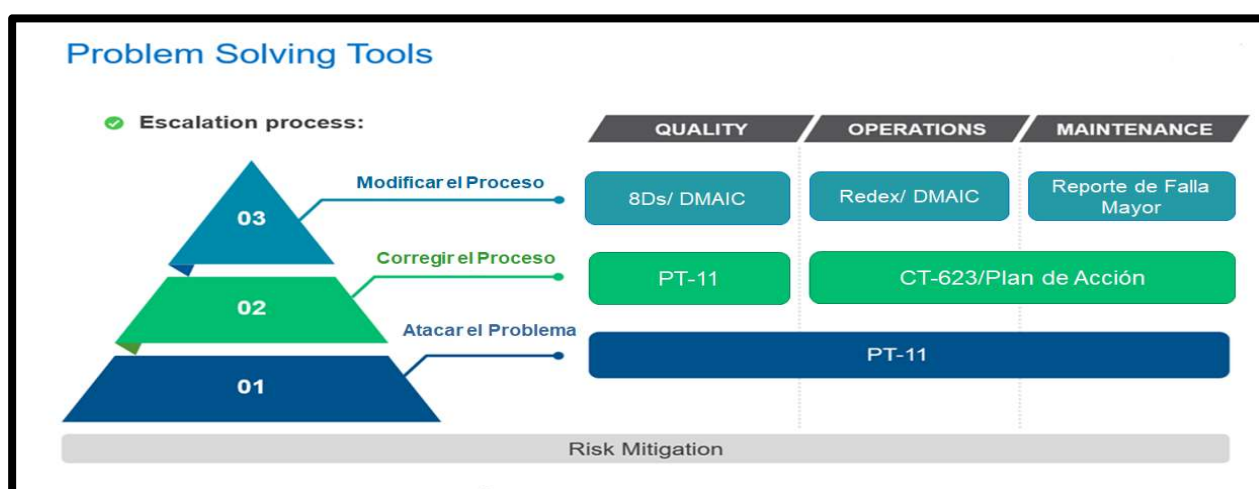 Problem Solving Tools
Escalation process:
QUALITY
OPERATIONS
MAINTENANCE
03
Modificar el Proceso
8Ds/ DMAIC
Redex/ DMAIC
Reporte de Falla
Mayor
02
Corregir el Proceso
PT-11
CT-623/Plan de Acción
01
Atacar el Problema
PT-11
Risk Mitigation